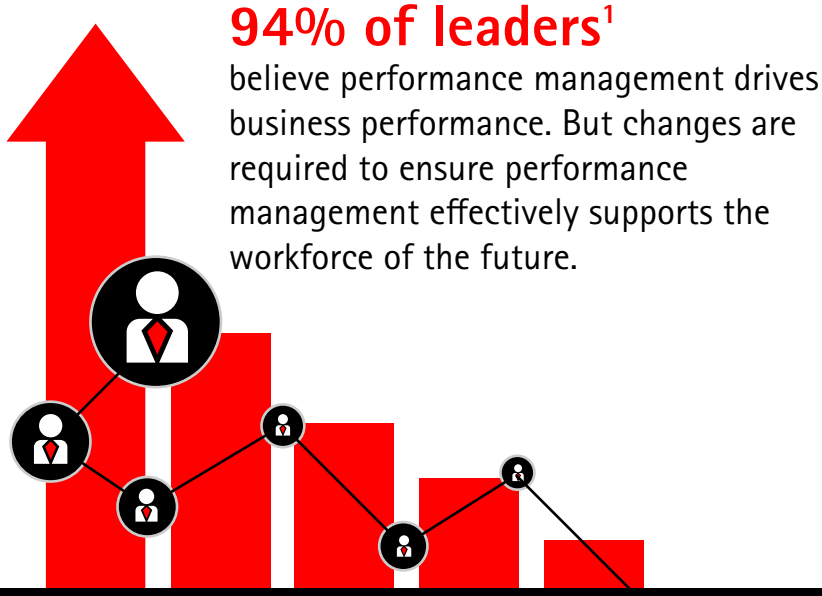 94% of leaders¹
believe performance management drives
business performance. But changes are
required to ensure performance
management effectively supports the
workforce of the future.